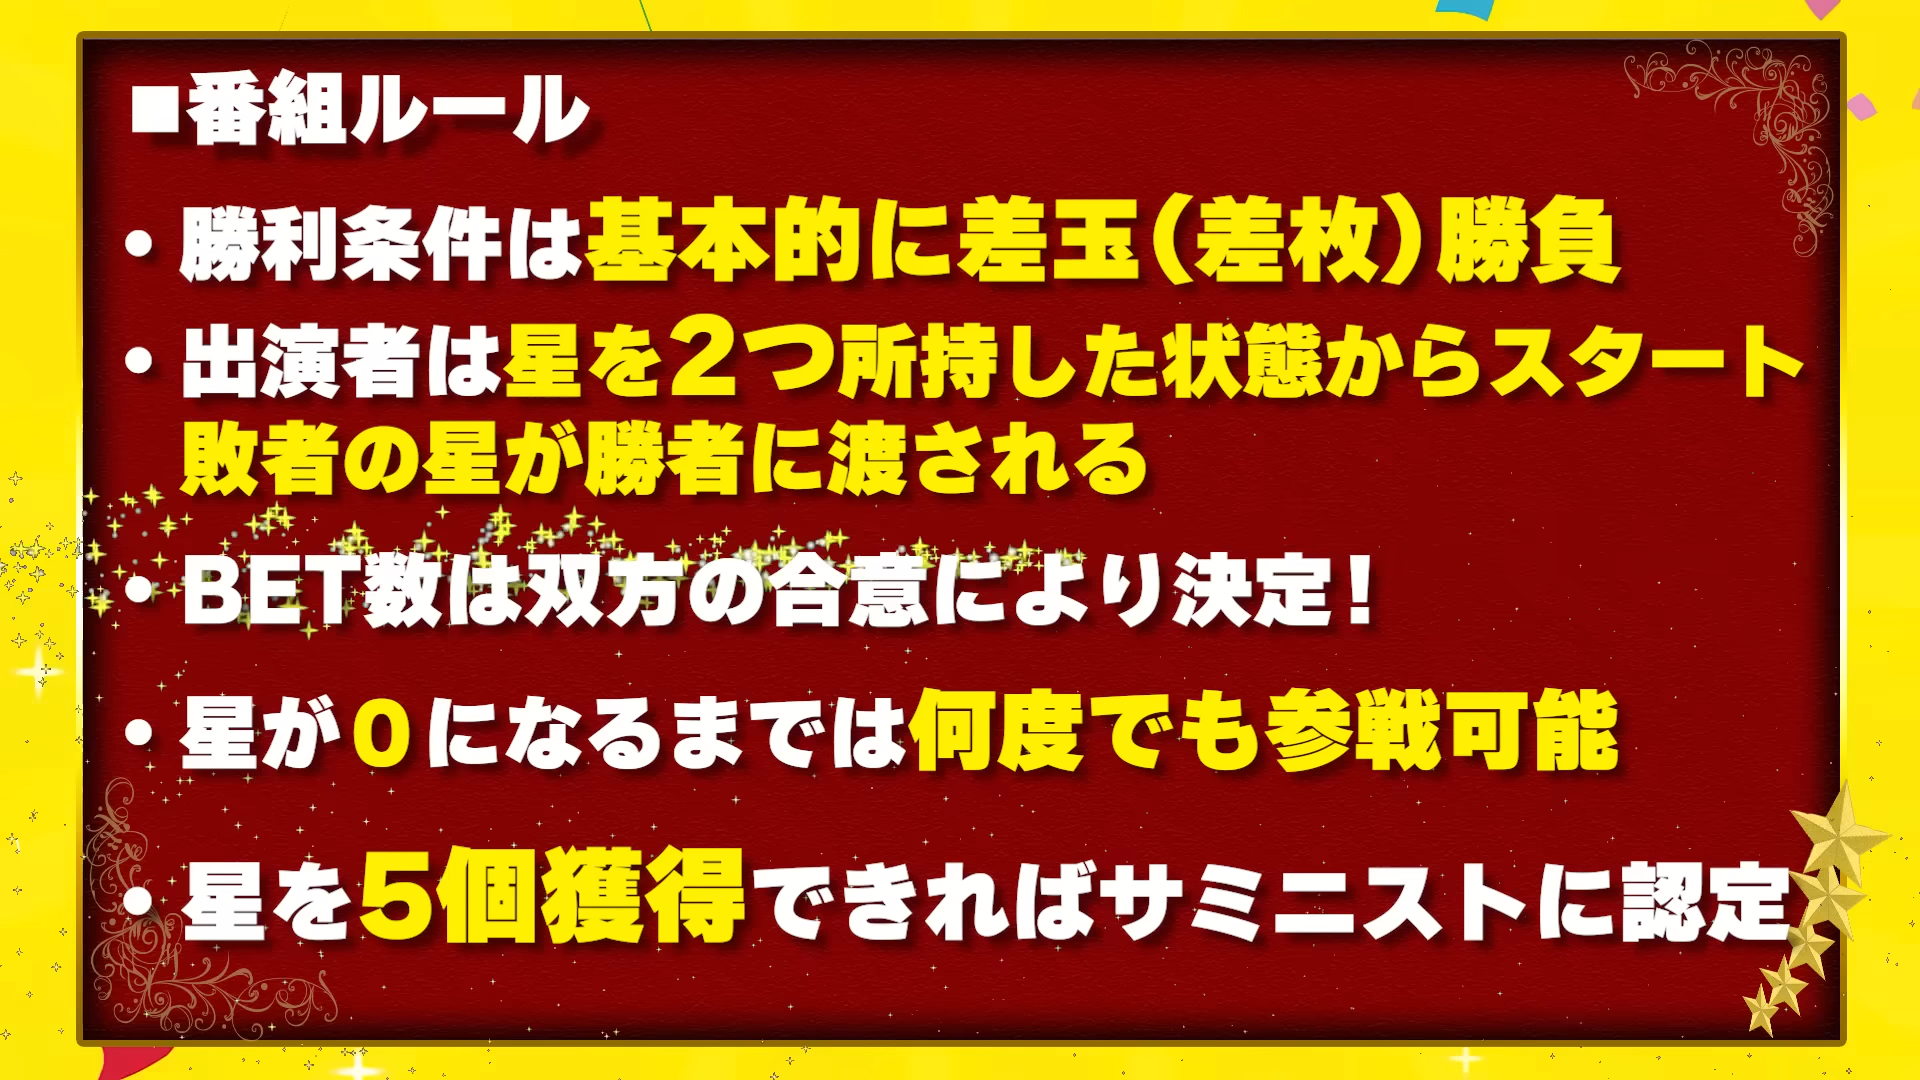 ■番組ルール
・勝利条件は基本的に差玉（差枚）勝負
・出演者は星を2つ所持した状態からスタート
敗者の星が勝者に渡される
・BET数は双方の合意により決定！
・星が0になるまでは何度でも参戦可能
・星を5個獲得できればサミニストに認定